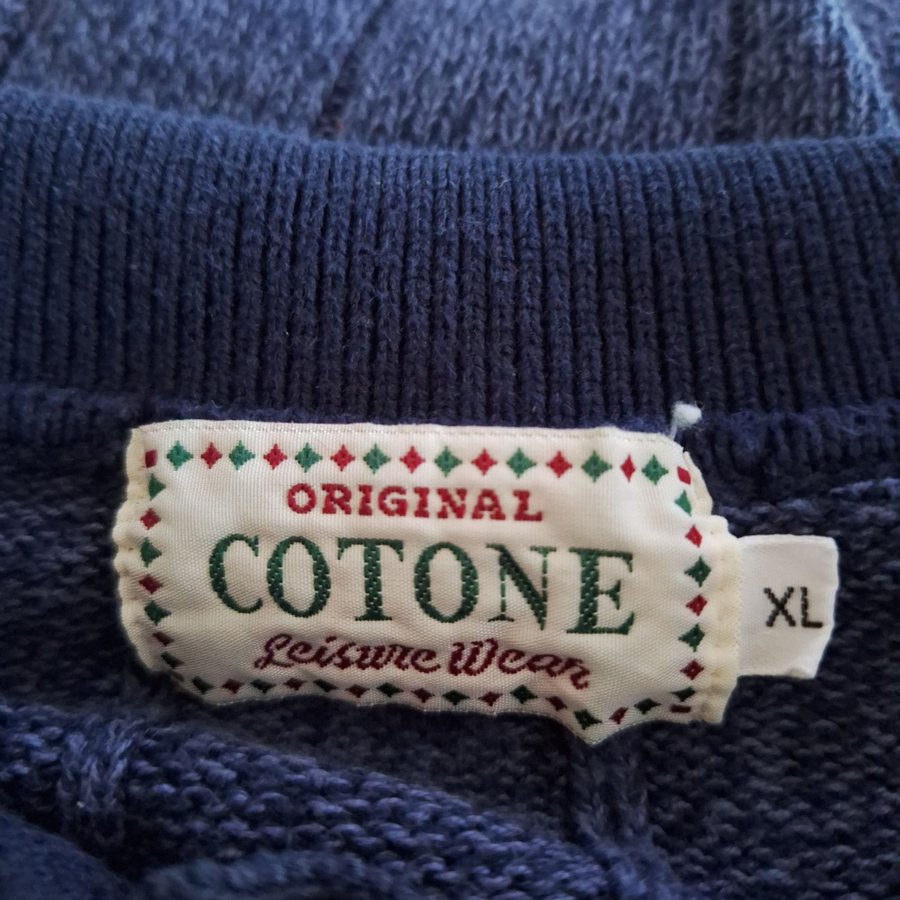 ORIGINAL
COTONE
Leisure Wear
XL